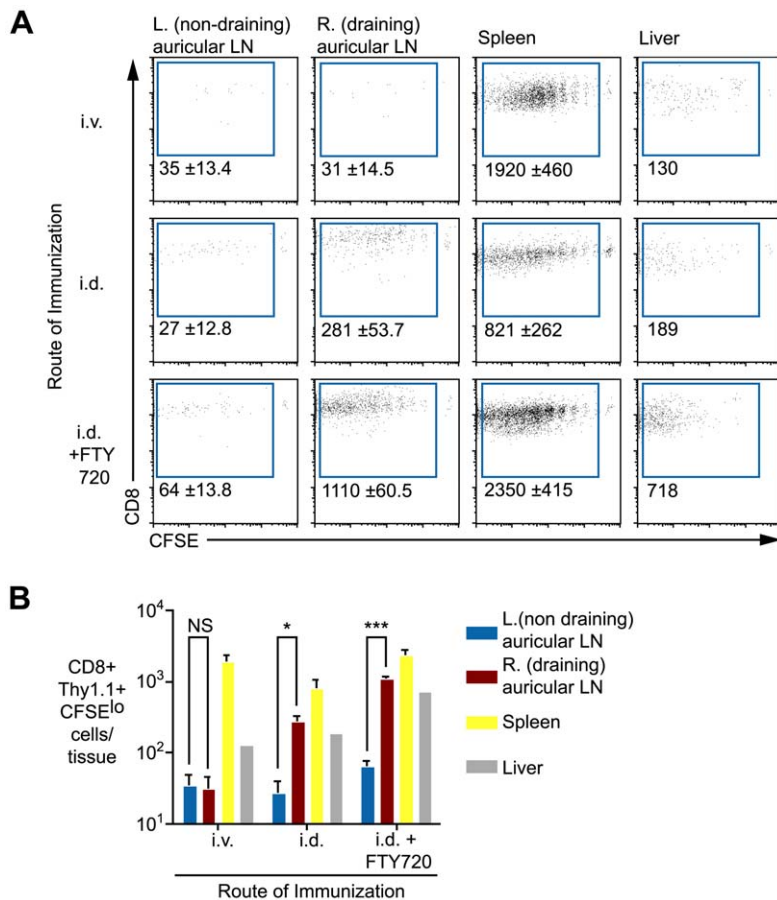 A
L. (non-draining)
auricular LN
R. (draining)
auricular LN
Spleen
Liver
Route of Immunization
i.v.
35 ±13.4
31 ±14.5
1920 ±460
130
i.d.
27 ±12.8
281 ±53.7
821 ±262
189
i.d.
+FTY
720
64 ±13.8
1110 ±60.5
2350 ±415
718
CD8
CFSE
B
CD8+
Thy1.1+
CFSElo
cells/
tissue
10⁴
10³
10²
10¹
NS
*
***
i.v.
i.d.
i.d. +
FTY720
Route of Immunization
L.(non draining)
auricular LN
R. (draining)
auricular LN
Spleen
Liver